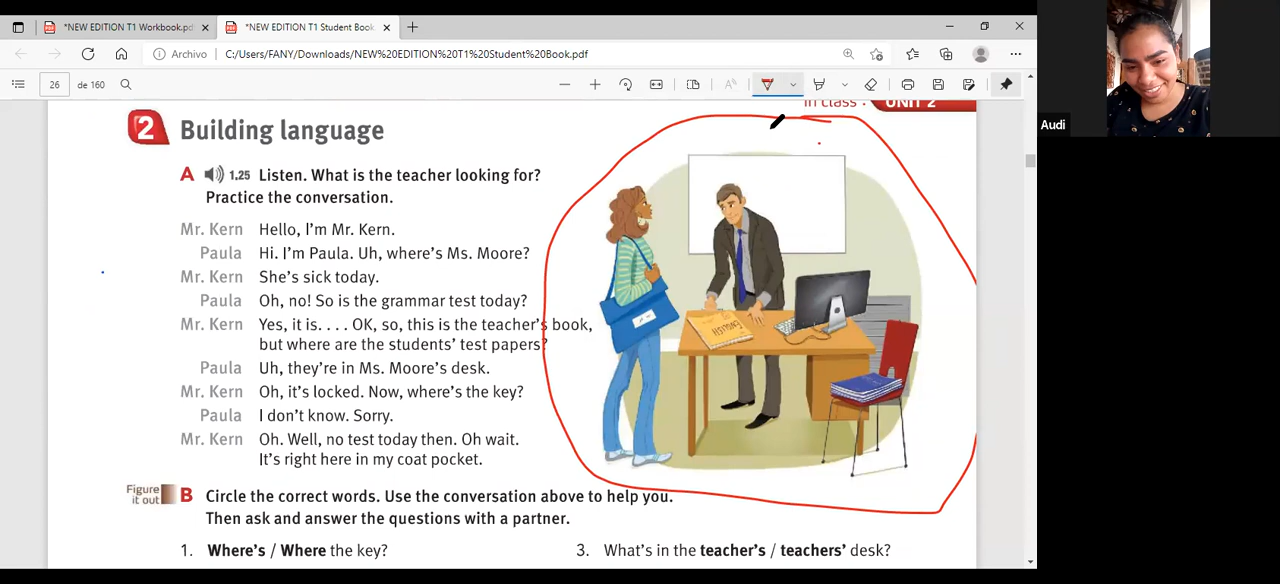 *NEW EDITION T1 Workbook.pd
*NEW EDITION T1 Student Book
Archivo
C:/Users/FANY/Downloads/NEW%20EDITION%20T1%20Student%20Book.pdf
26
de 160
In class
UNIT 2
2 Building language
A 1.25 Listen. What is the teacher looking for?
Practice the conversation.
Mr. Kern Hello, I'm Mr. Kern.
Paula Hi. I'm Paula. Uh, where's Ms. Moore?
Mr. Kern She's sick today.
Paula Oh, no! So is the grammar test today?
Mr. Kern Yes, it is. . . . OK, so, this is the teacher's book,
but where are the students' test papers?
Paula Uh, they're in Ms. Moore's desk.
Mr. Kern Oh, it's locked. Now, where's the key?
Paula I don't know. Sorry.
Mr. Kern Oh. Well, no test today then. Oh wait.
It's right here in my coat pocket.
Figure
it out
B Circle the correct words. Use the conversation above to help you.
Then ask and answer the questions with a partner.
1. Where's / Where the key?
3. What's in the teacher's / teachers' desk?
ENGLISH
Audi